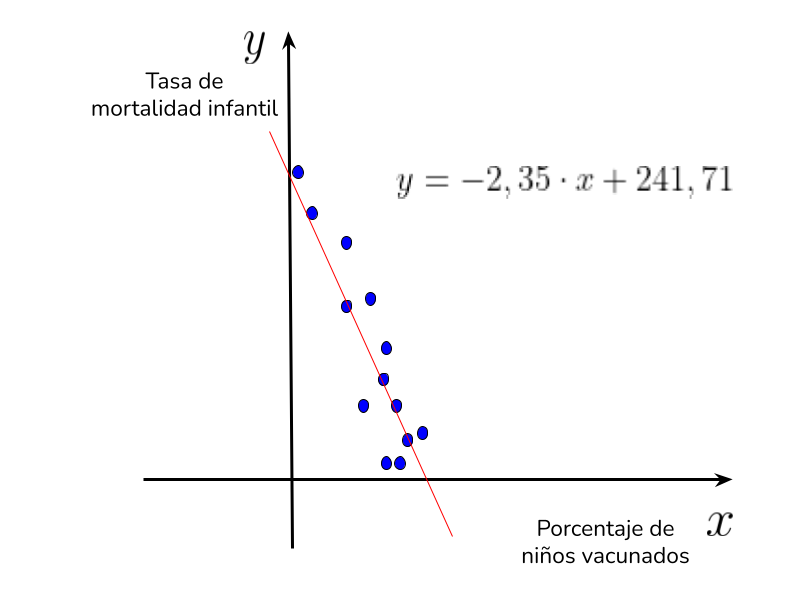 y
Tasa de
mortalidad infantil
y = −2, 35 · x + 241, 71
Porcentaje de
niños vacunados
x